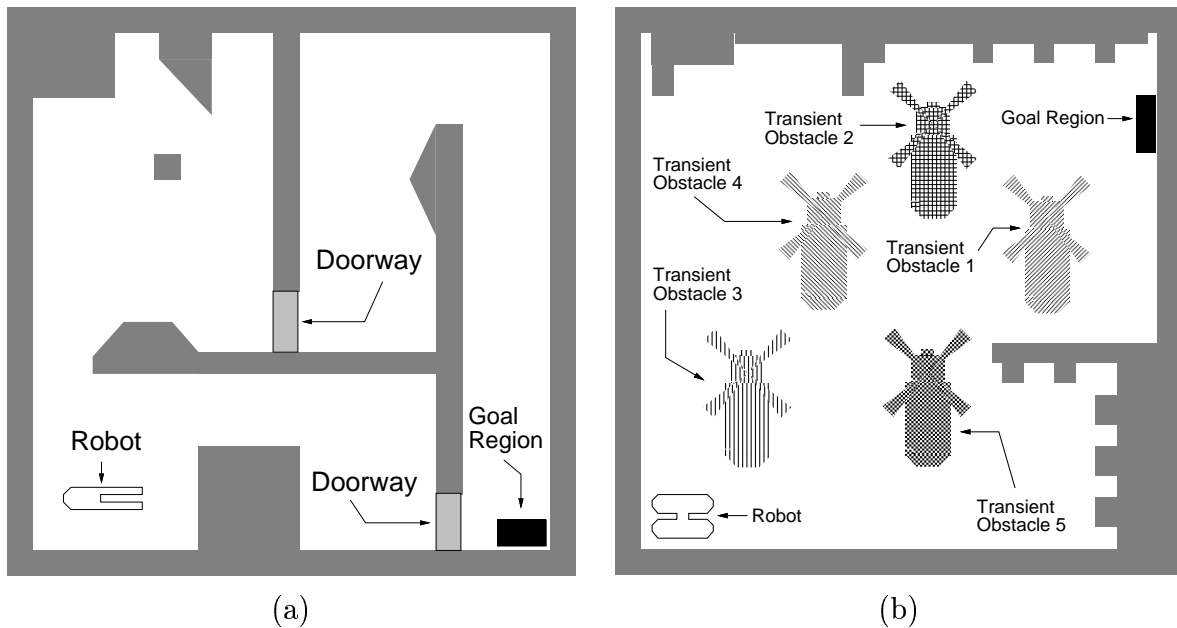 Doorway
Robot
Doorway
Goal
Region
(a)
Transient
Obstacle 2
Goal Region
Transient
Obstacle 4
Transient
Obstacle 1
Transient
Obstacle 3
Transient
Obstacle 5
Robot
(b)